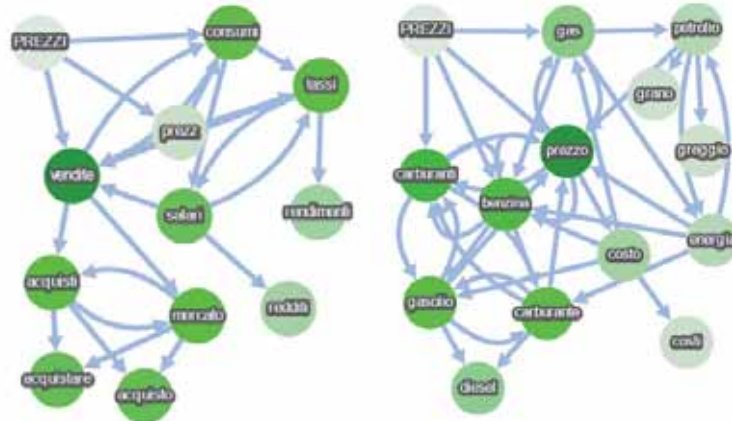 PREZZI
consumi
tassi
prezz
vendite
salari
rendimenti
acquisti
mercato
redditi
acquistare
acquisto
PREZZI
gas
petrolio
grano
greggio
prezzo
carburanti
benzina
energia
costo
gasolio
carburante
costi
diesel